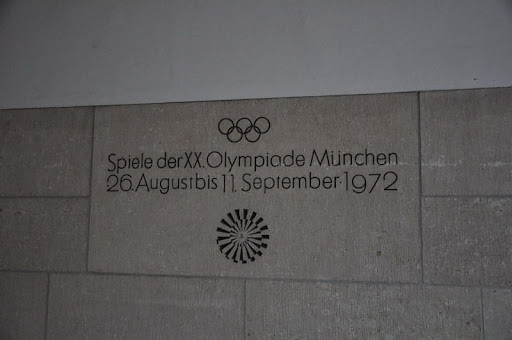 Spiele der XX. Olympiade München
26. August bis 11. September 1972